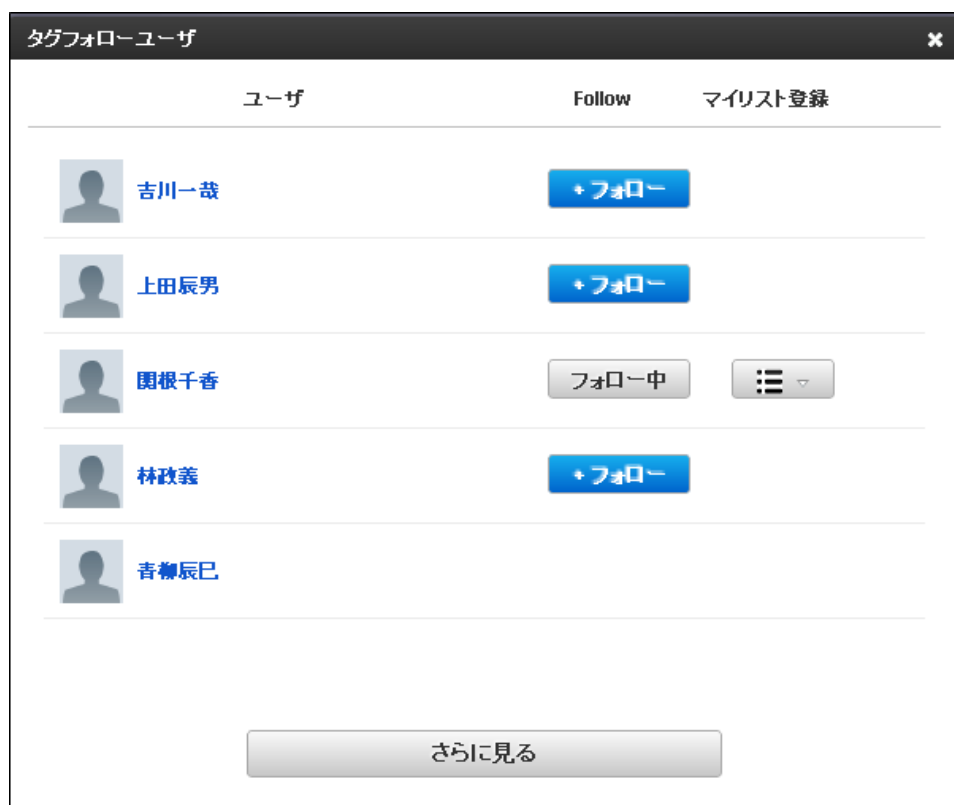 タグフォローユーザ
ユーザ Follow マイリスト登録
吉川一哉 +フォロー
上田辰男 +フォロー
関根千香 フォロー中
林政義 +フォロー
青柳辰巳
さらに見る